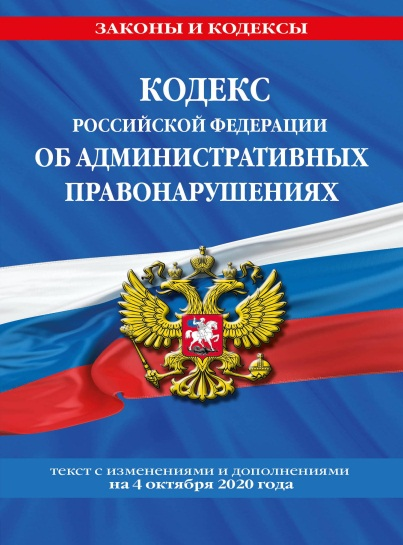 ЗАКОНЫ И КОДЕКСЫ
КОДЕКС
РОССИЙСКОЙ ФЕДЕРАЦИИ
ОБ АДМИНИСТРАТИВНЫХ
ПРАВОНАРУШЕНИЯХ
ТЕКСТ С ИЗМЕНЕНИЯМИ И ДОПОЛНЕНИЯМИ
на 4 октября 2020 года